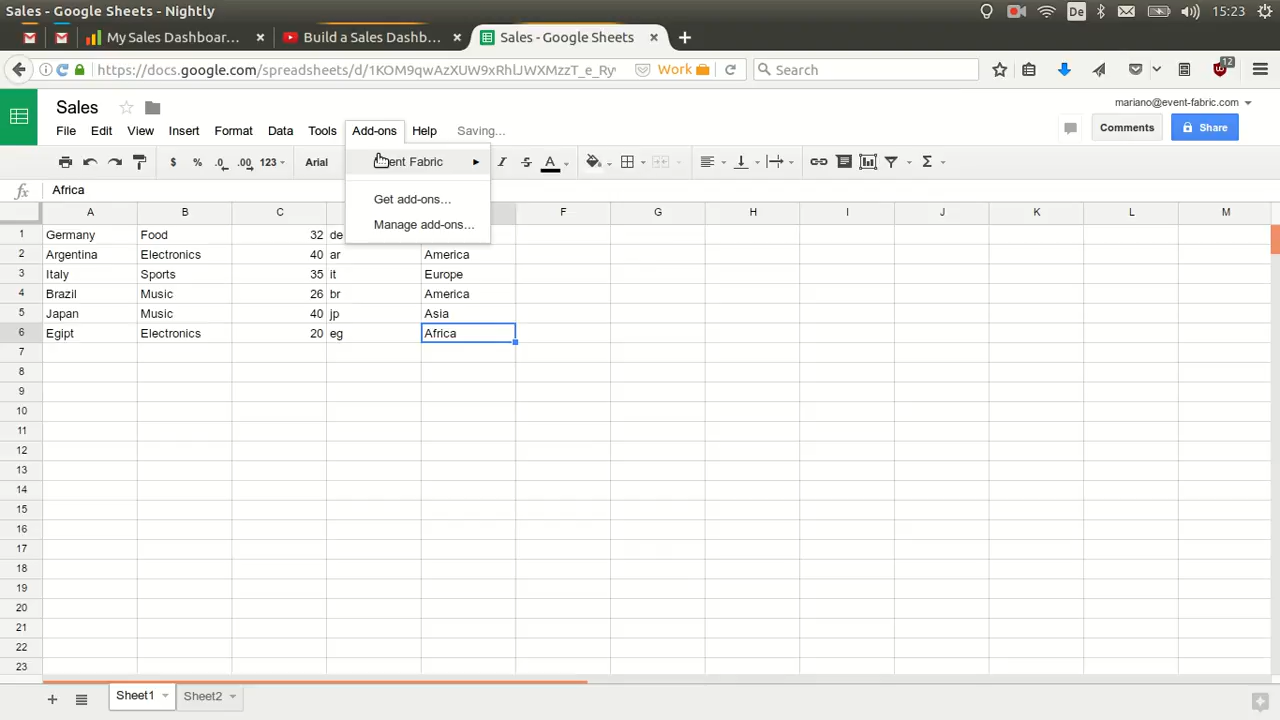 Sales - Google Sheets - Nightly
De
15:23
My Sales Dashboar...
Build a Sales Dashb...
Sales - Google Sheets
https://docs.google.com/spreadsheets/d/1KOM9qwAzXUW9xRhlJWXMzzT_e_Ry
Work
Search
12
Sales
mariano@event-fabric.com
File Edit View Insert Format Data Tools Add-ons Help Saving...
Comments
Share
$ % .0 .00 123 Arial
ent Fabric
Get add-ons…
Manage add-ons…
fx Africa
A B C F G H I J K L M
1 Germany Food 32 de
2 Argentina Electronics 40 ar America
3 Italy Sports 35 it Europe
4 Brazil Music 26 br America
5 Japan Music 40 jp Asia
6 Egipt Electronics 20 eg Africa
7
8
9
10
11
12
13
14
15
16
17
18
19
20
21
22
23
Sheet1
Sheet2